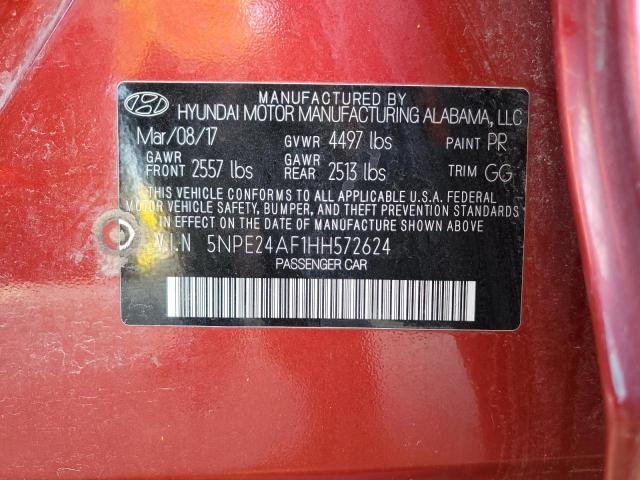 MANUFACTURED BY
HYUNDAI MOTOR MANUFACTURING ALABAMA, LLC
Mar/08/17 GVWR 4497 lbs PAINT PR
GAWR FRONT 2557 lbs GAWR REAR 2513 lbs TRIM GG
THIS VEHICLE CONFORMS TO ALL APPLICABLE U.S.A. FEDERAL
MOTOR VEHICLE SAFETY, BUMPER, AND THEFT PREVENTION
STANDARDS IN EFFECT ON THE DATE OF MANUFACTURE SHOWN
ABOVE.
V.I.N 5NPE24AF1HH572624
PASSENGER CAR